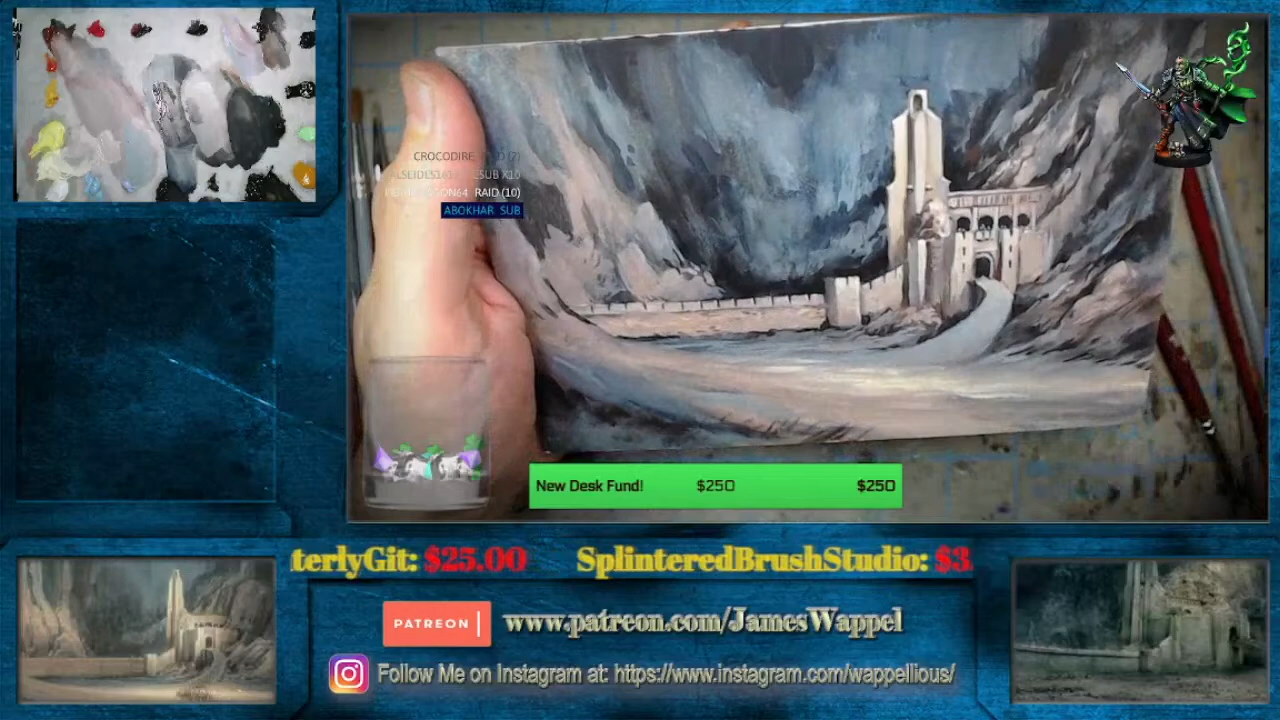 CROCODIRE
RAID (10)
ABOKHAR SUB
New Desk Fund! $250 $250
terlyGit: $25.00 SplinteredBrushStudio: $3
PATREON www.patreon.com/JamesWappel
Follow Me on Instagram at: https://www.instagram.com/wappellious/